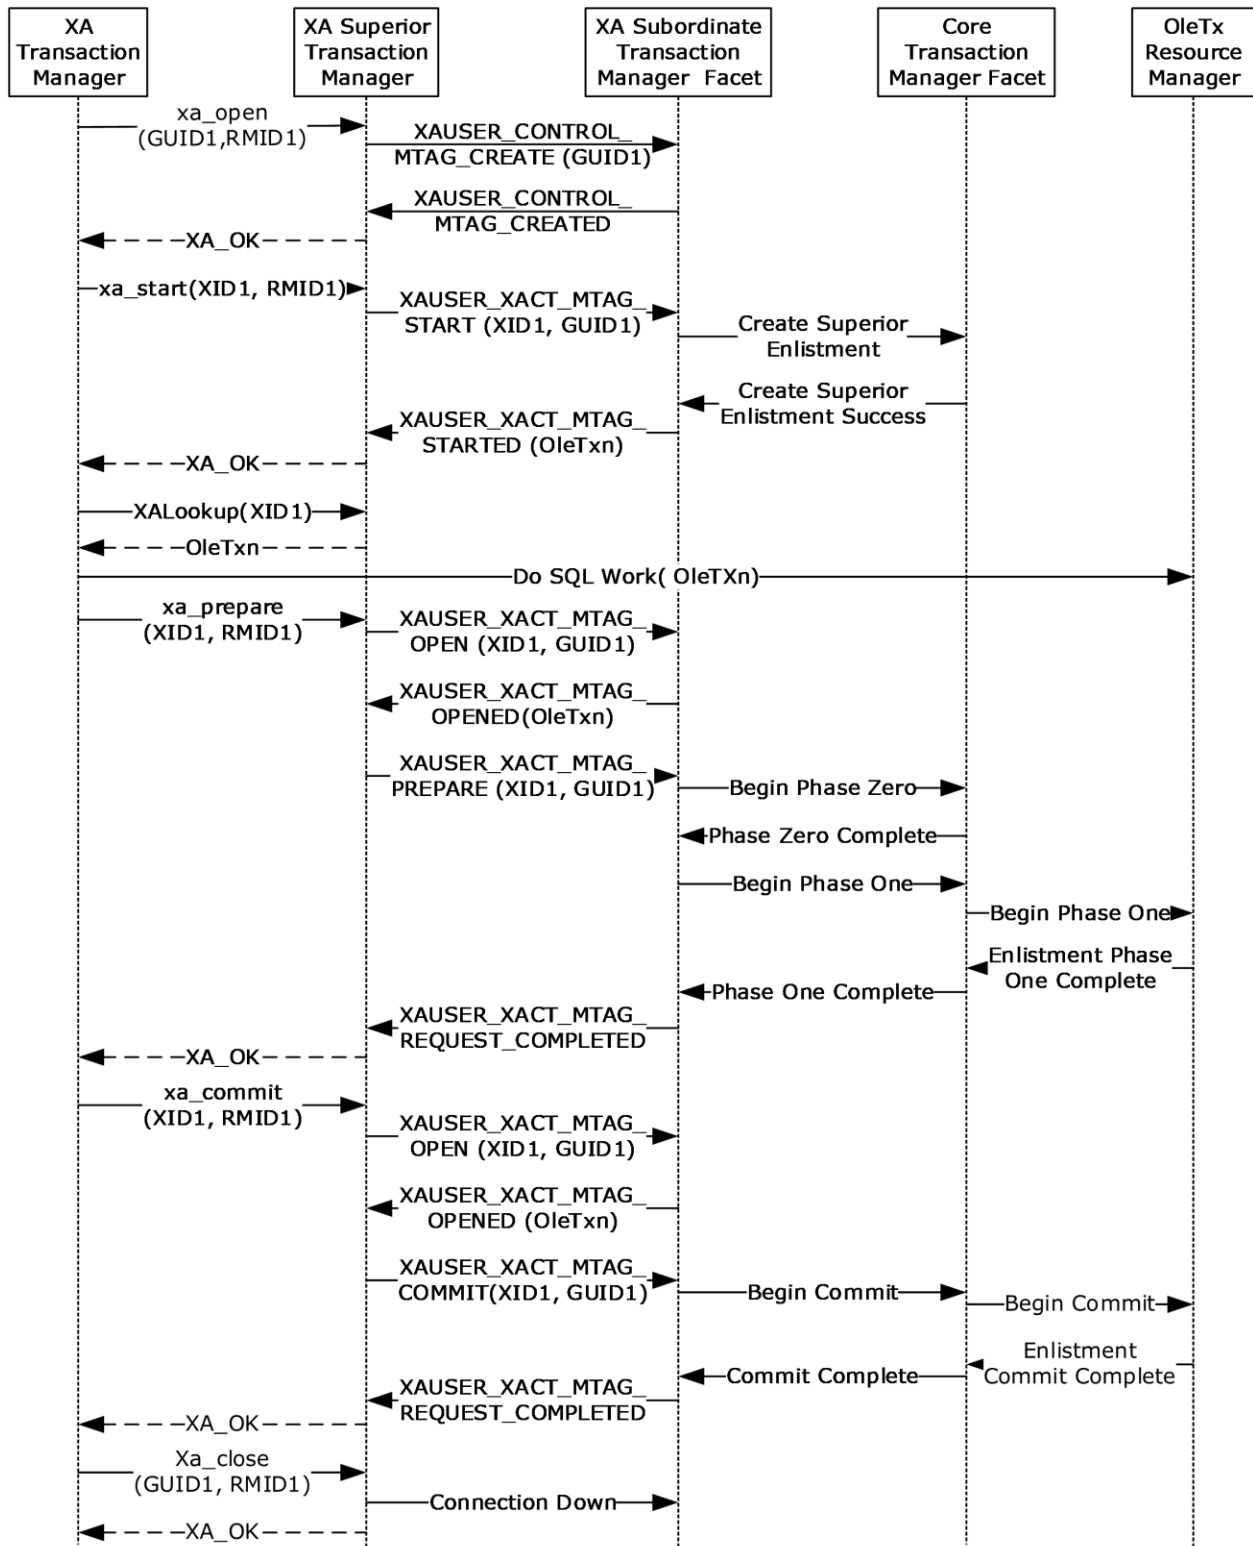 XA
Transaction
Manager
XA Superior
Transaction
Manager
XA Subordinate
Transaction
Manager Facet
Core
Transaction
Manager Facet
OleTx
Resource
Manager
xa_open
(GUID1,RMID1)
XAUSER_CONTROL_
MTAG_CREATE (GUID1)
XAUSER_CONTROL_
MTAG_CREATED
XA_OK
xa_start(XID1, RMID1)
XAUSER_XACT_MTAG_
START (XID1, GUID1)
Create Superior
Enlistment
Create Superior
Enlistment Success
XAUSER_XACT_MTAG_
STARTED (OleTxn)
XA_OK
XALookup(XID1)
OleTxn
Do SQL Work( OleTXn)
xa_prepare
(XID1, RMID1)
XAUSER_XACT_MTAG_
OPEN (XID1, GUID1)
XAUSER_XACT_MTAG_
OPENED(OleTxn)
XAUSER_XACT_MTAG_
PREPARE (XID1, GUID1)
Begin Phase Zero
Phase Zero Complete
Begin Phase One
Begin Phase One
Enlistment Phase
One Complete
Phase One Complete
XAUSER_XACT_MTAG_
REQUEST_COMPLETED
XA_OK
xa_commit
(XID1, RMID1)
XAUSER_XACT_MTAG_
OPEN (XID1, GUID1)
XAUSER_XACT_MTAG_
OPENED (OleTxn)
XAUSER_XACT_MTAG_
COMMIT(XID1, GUID1)
Begin Commit
Begin Commit
Enlistment
Commit Complete
Commit Complete
XAUSER_XACT_MTAG_
REQUEST_COMPLETED
XA_OK
Xa_close
(GUID1, RMID1)
Connection Down
XA_OK